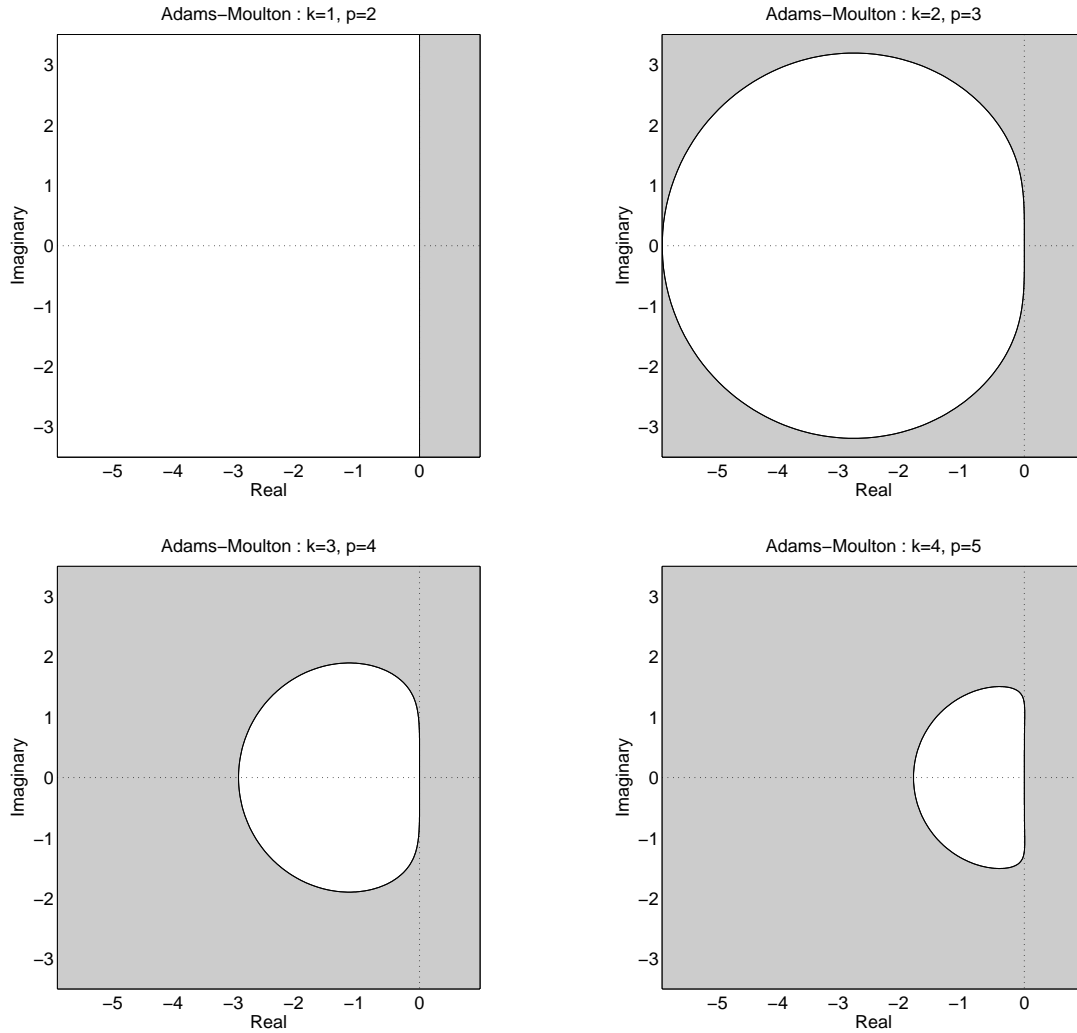 Adams−Moulton : k=1, p=2
3
2
1
0
−1
−2
−3
Imaginary
−5 −4 −3 −2 −1 0
Real
Adams−Moulton : k=2, p=3
3
2
1
0
−1
−2
−3
Imaginary
−5 −4 −3 −2 −1 0
Real
Adams−Moulton : k=3, p=4
3
2
1
0
−1
−2
−3
Imaginary
−5 −4 −3 −2 −1 0
Real
Adams−Moulton : k=4, p=5
3
2
1
0
−1
−2
−3
Imaginary
−5 −4 −3 −2 −1 0
Real